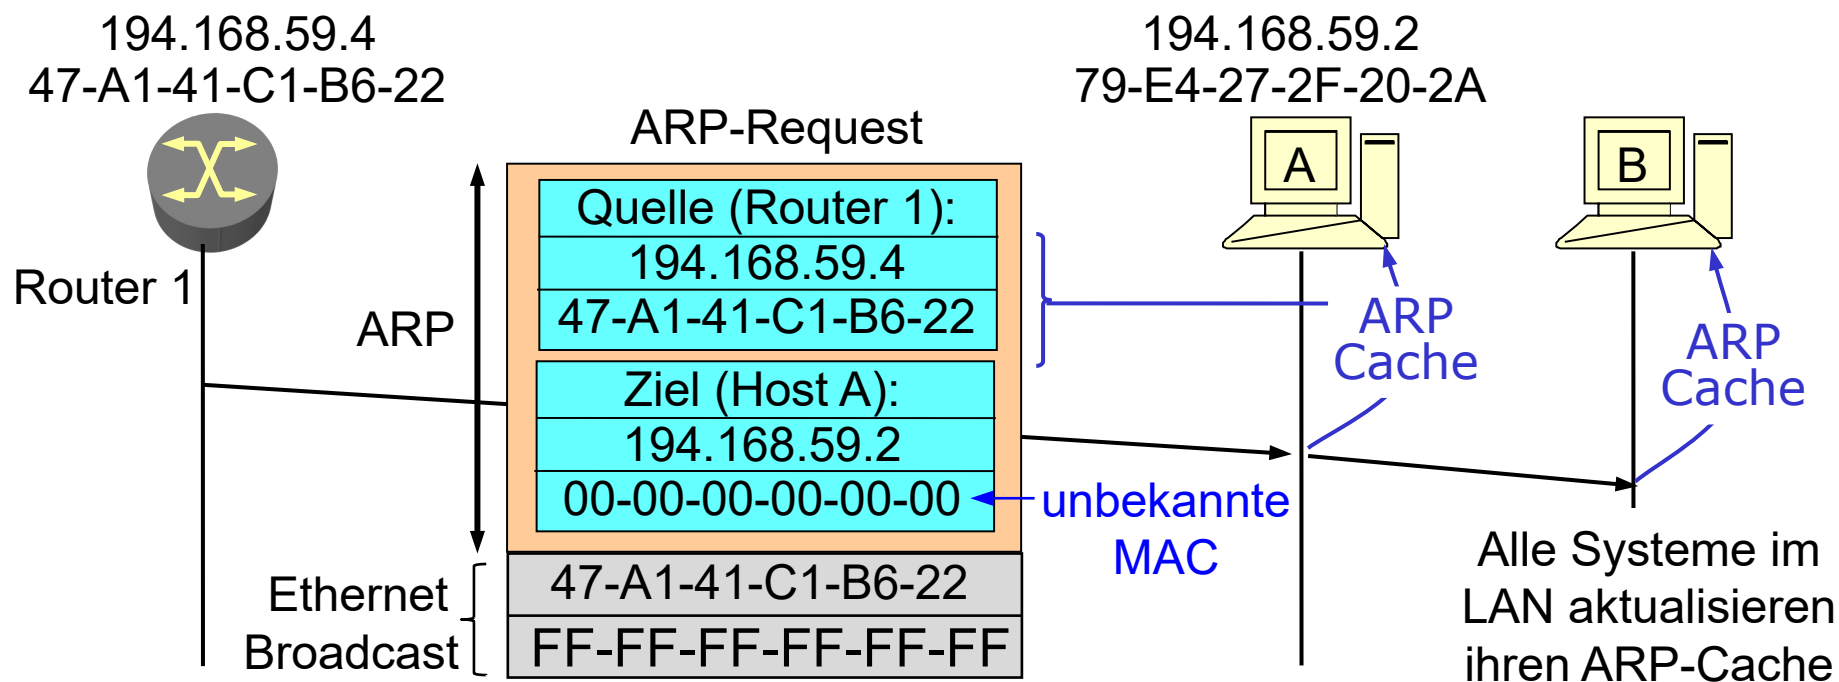 194.168.59.4
47-A1-41-C1-B6-22
Router 1
ARP-Request
ARP
Quelle (Router 1):
194.168.59.4
47-A1-41-C1-B6-22
Ziel (Host A):
194.168.59.2
00-00-00-00-00-00
unbekannte
MAC
Ethernet
Broadcast
47-A1-41-C1-B6-22
FF-FF-FF-FF-FF-FF
194.168.59.2
79-E4-27-2F-20-2A
A
B
ARP
Cache
ARP
Cache
Alle Systeme im
LAN aktualisieren
ihren ARP-Cache